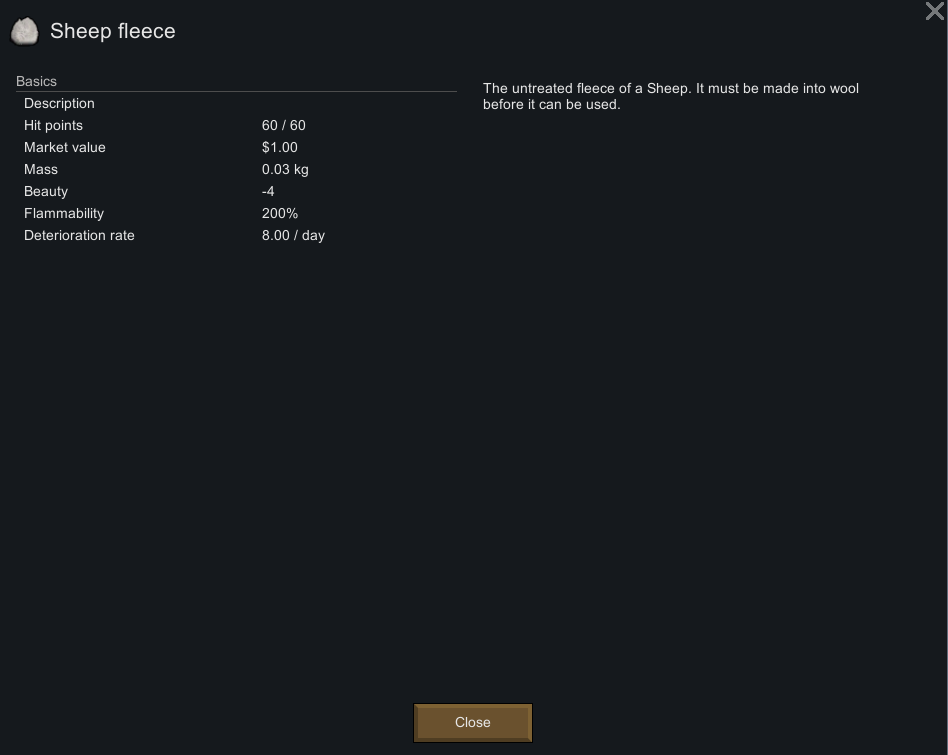 Sheep fleece
Basics
Description
Hit points 60 / 60
Market value $1.00
Mass 0.03 kg
Beauty -4
Flammability 200%
Deterioration rate 8.00 / day
The untreated fleece of a Sheep. It must be made into wool
before it can be used.
Close